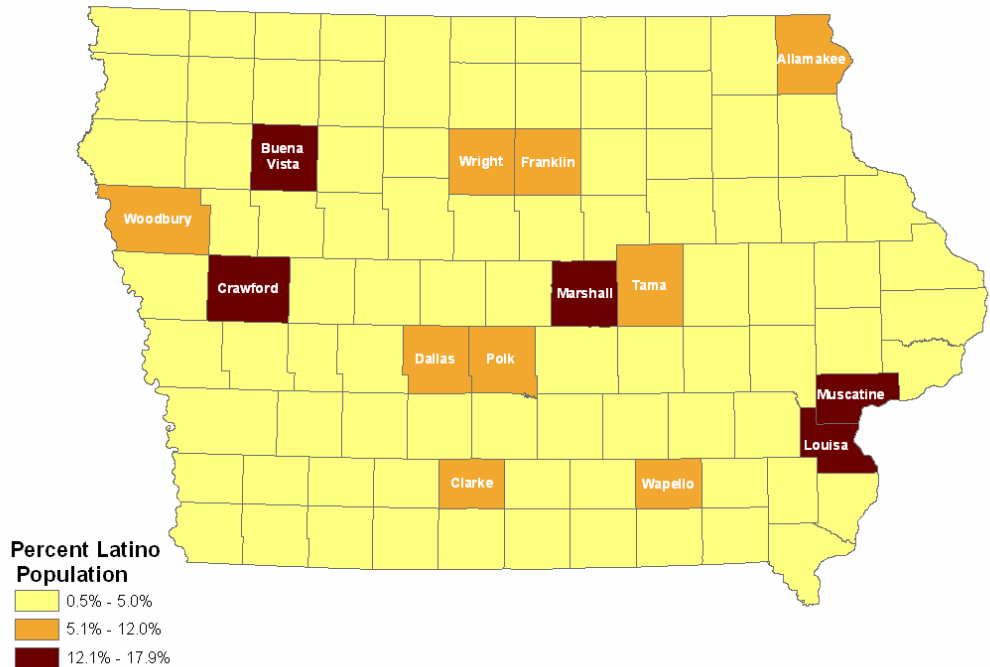 Allamakee
Buena
Vista
Wright
Franklin
Woodbury
Crawford
Marshall
Tama
Dallas
Polk
Muscatine
Louisa
Clarke
Wapello
Percent Latino
Population
0.5% - 5.0%
5.1% - 12.0%
12.1% - 17.9%